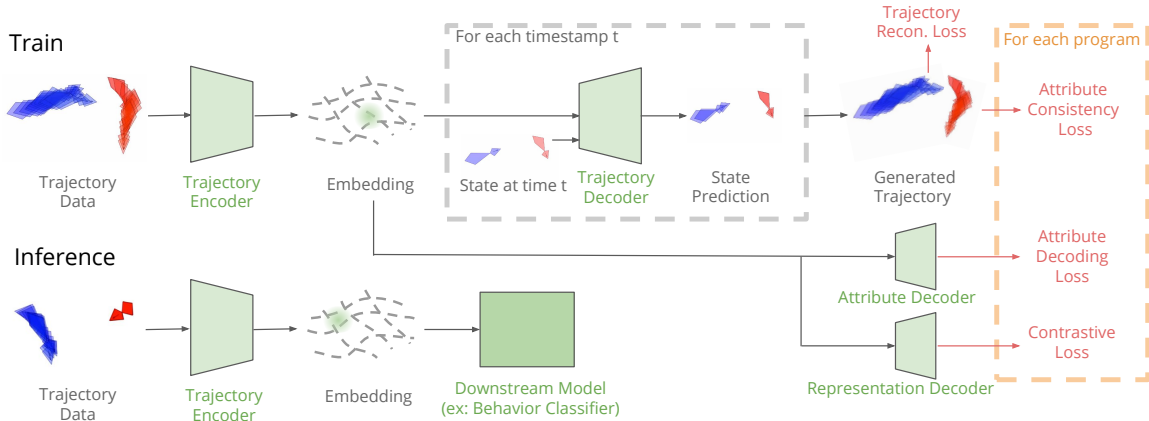 Train
For each timestamp t
Trajectory
Recon. Loss
For each program
Attribute
Consistency
Loss
Trajectory
Data
Trajectory
Encoder
Embedding
State at time t
Trajectory
Decoder
State
Prediction
Generated
Trajectory
Inference
Attribute
Decoding
Loss
Attribute Decoder
Contrastive
Loss
Representation Decoder
Trajectory
Data
Trajectory
Encoder
Embedding
Downstream Model
(ex: Behavior Classifier)